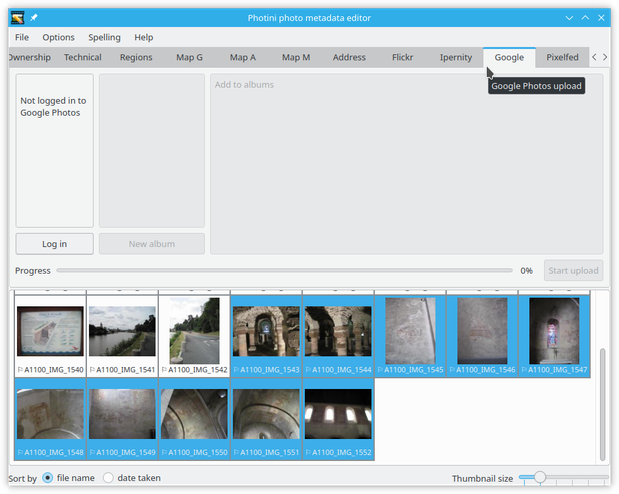 Photini photo metadata editor
File Options Spelling Help
Ownership Technical Regions Map G Map A Map M Address Flickr Ipernity Google Pixelfed
Google Photos upload
Not logged in to
Google Photos
Add to albums
Log in New album
Progress 0% Start upload
A1100_IMG_1540 A1100_IMG_1541 A1100_IMG_1542 A1100_IMG_1543 A1100_IMG_1544 A1100_IMG_1545 A1100_IMG_1546 A1100_IMG_1547
A1100_IMG_1548 A1100_IMG_1549 A1100_IMG_1550 A1100_IMG_1551 A1100_IMG_1552
Sort by file name date taken Thumbnail size